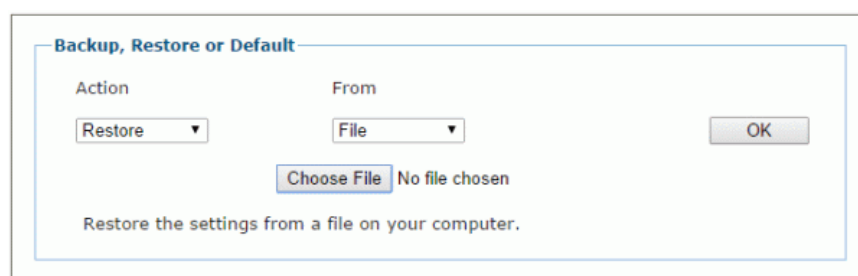 Backup, Restore or Default
Action From
Restore File OK
Choose File No file chosen
Restore the settings from a file on your computer.